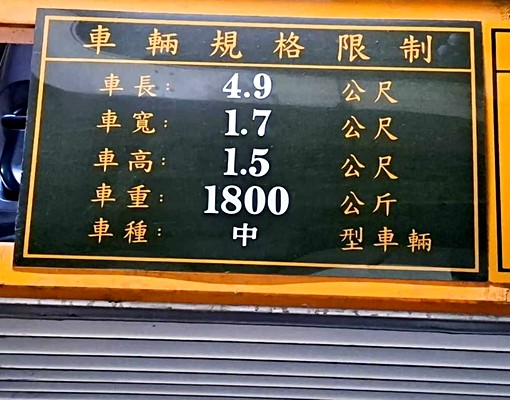 車輛規格限制
車長: 4.9 公尺
車寬: 1.7 公尺
車高: 1.5 公尺
車重: 1800 公斤
車種: 中 型車輛